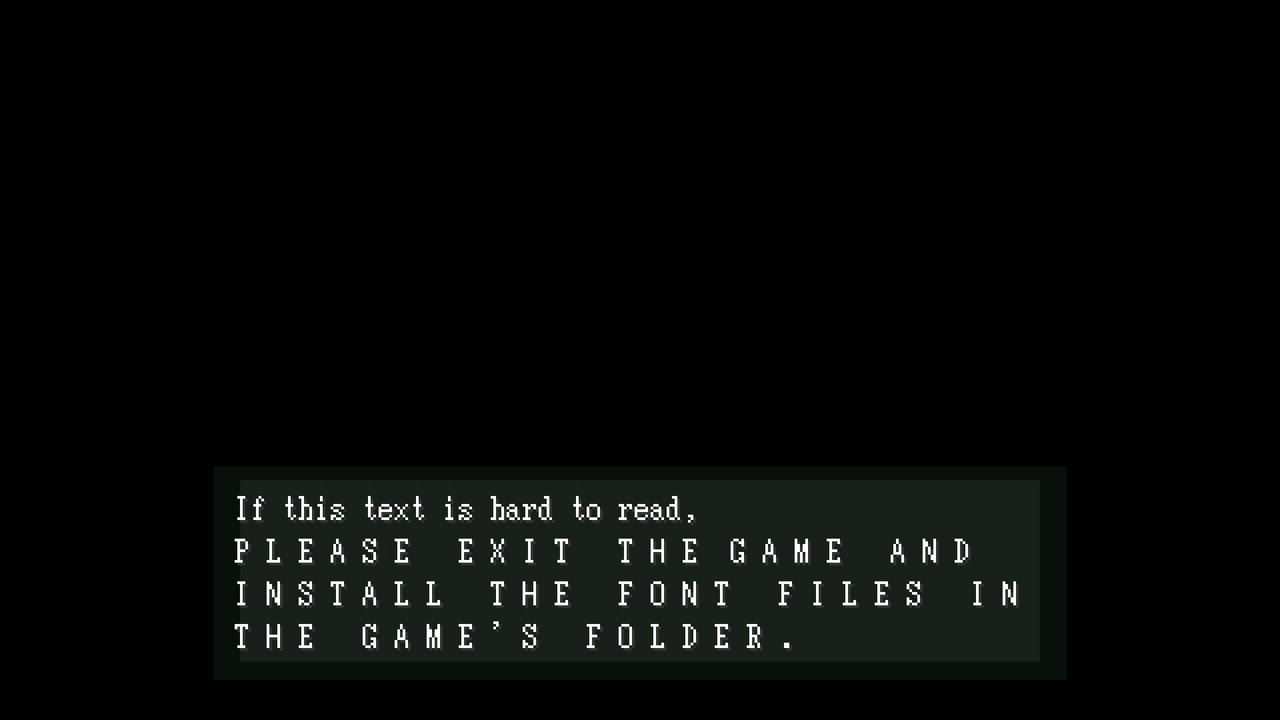 If this text is hard to read,
PLEASE EXIT THE GAME AND
INSTALL THE FONT FILES IN
THE GAME'S FOLDER.